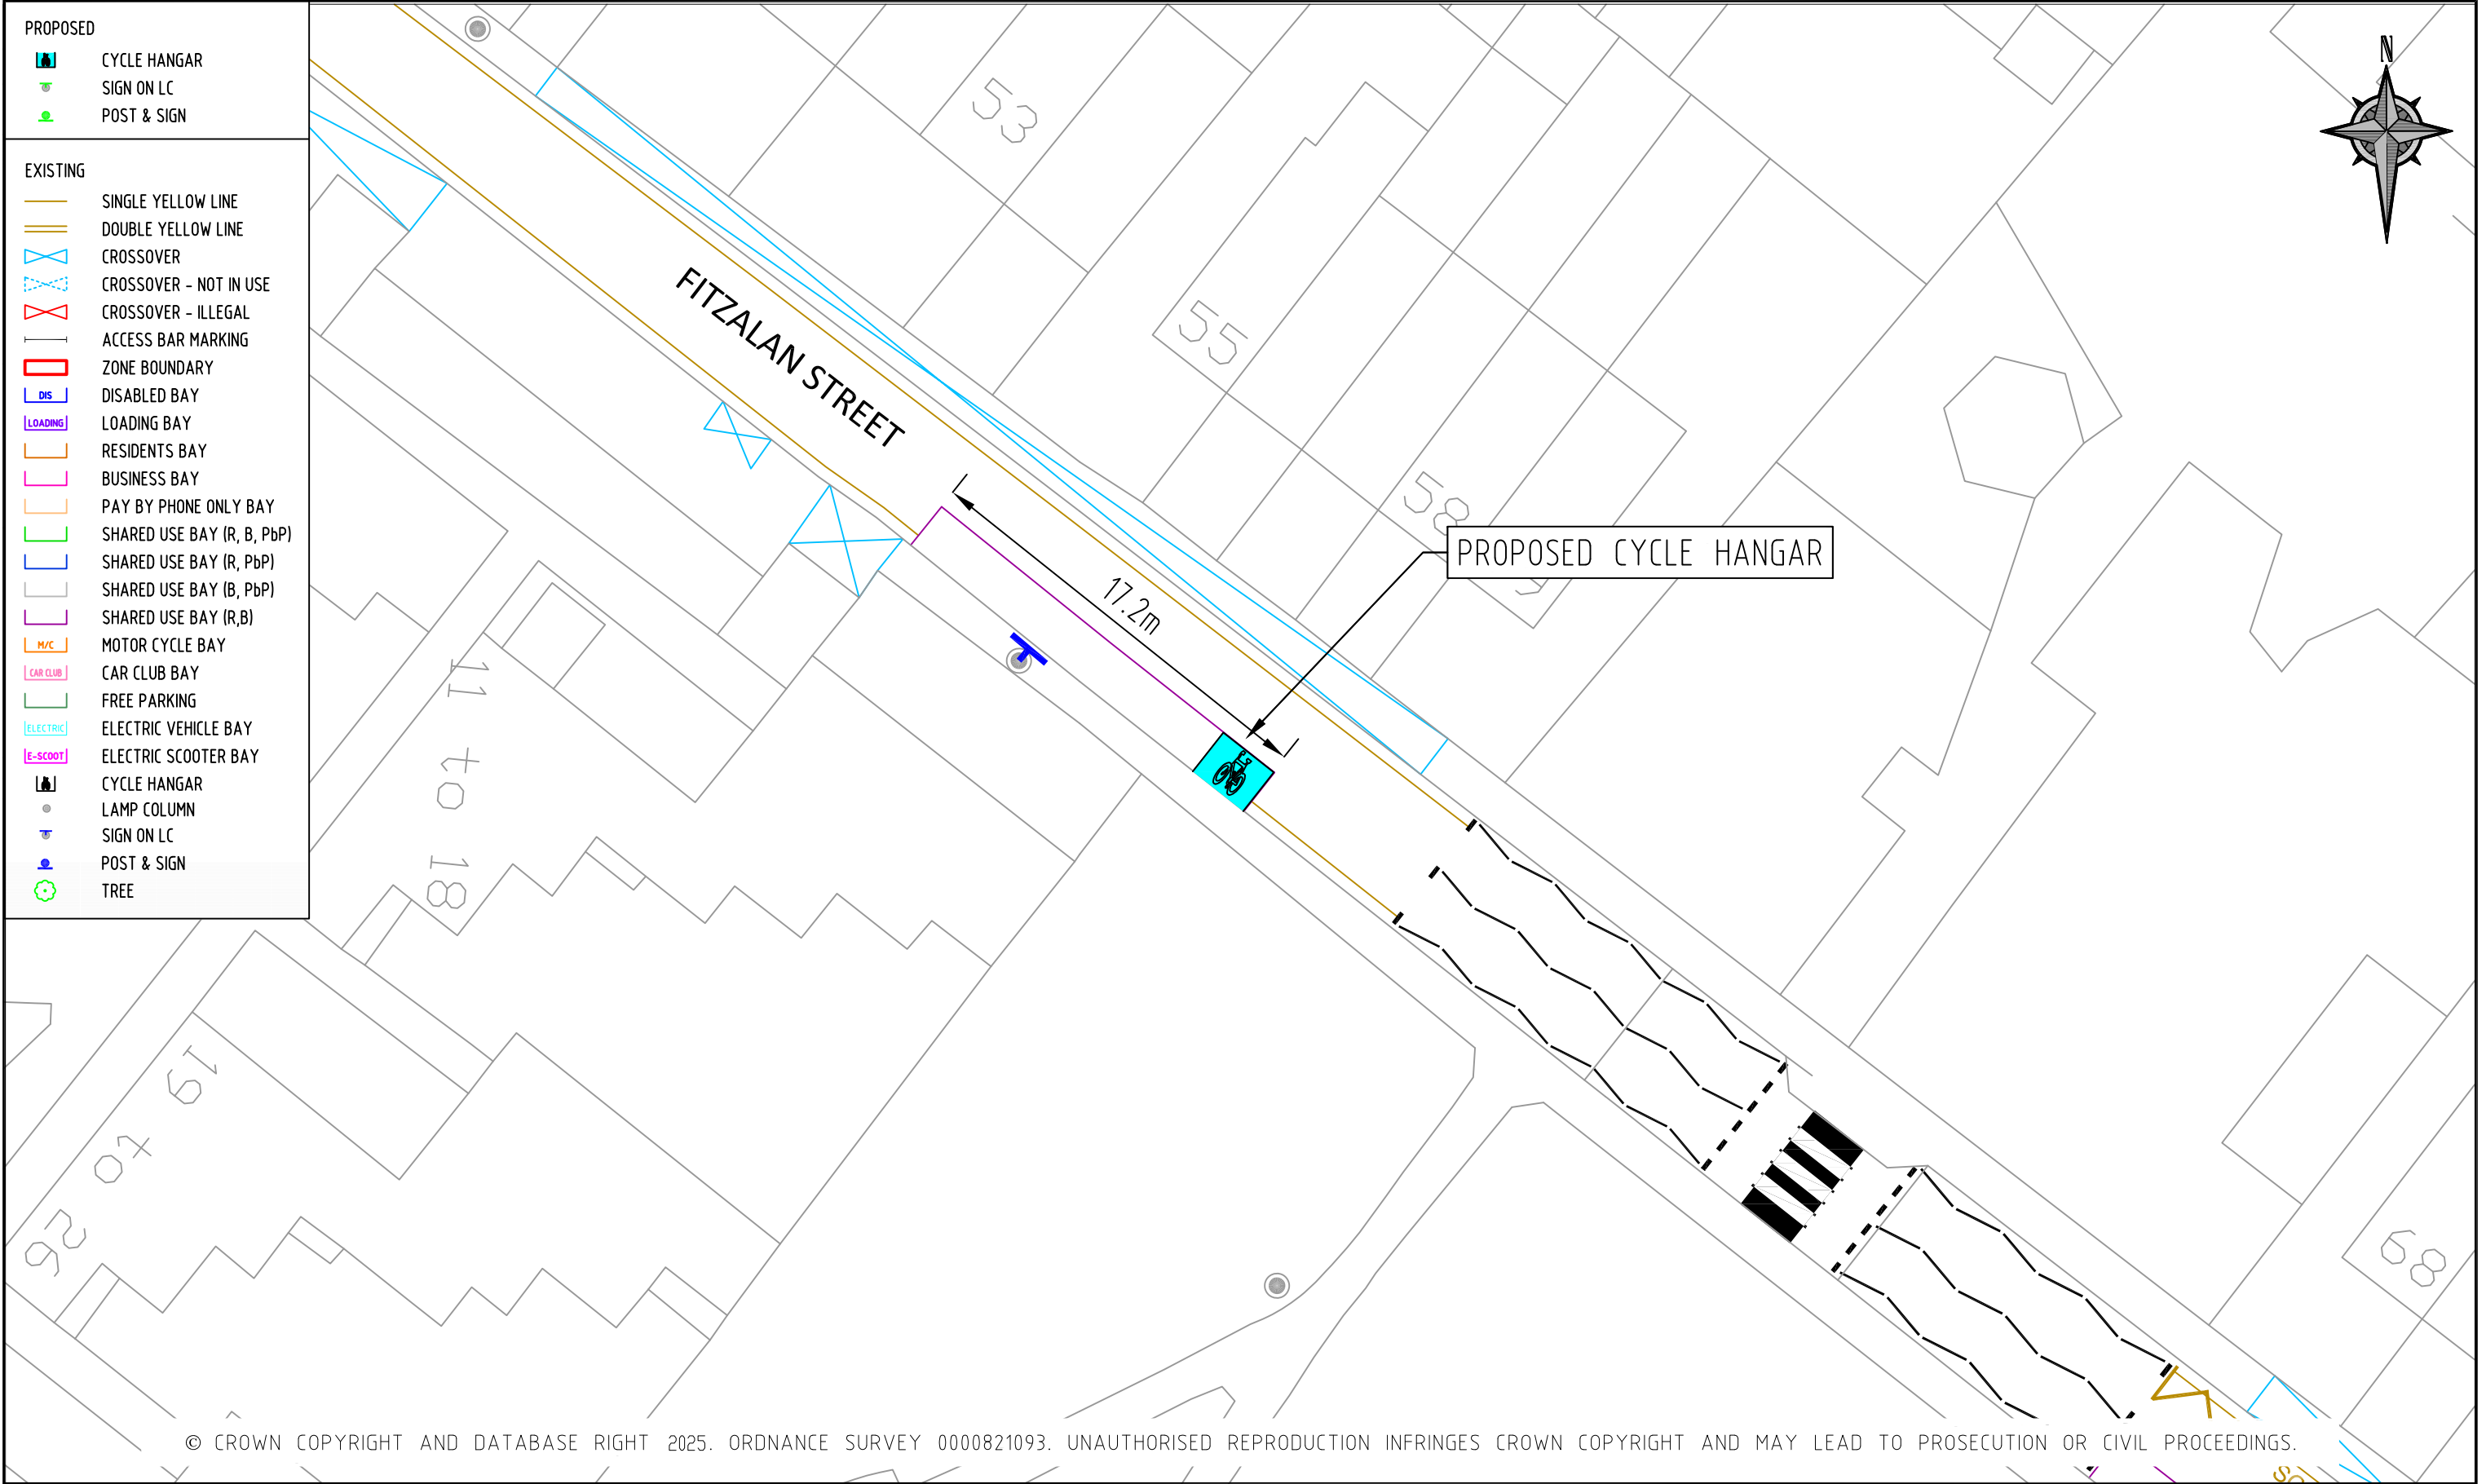 PROPOSED
CYCLE HANGAR
SIGN ON LC
POST & SIGN
EXISTING
SINGLE YELLOW LINE
DOUBLE YELLOW LINE
CROSSOVER
CROSSOVER - NOT IN USE
CROSSOVER - ILLEGAL
ACCESS BAR MARKING
ZONE BOUNDARY
DIS DISABLED BAY
LOADING LOADING BAY
RESIDENTS BAY
BUSINESS BAY
PAY BY PHONE ONLY BAY
SHARED USE BAY (R, B, PbP)
SHARED USE BAY (R, PbP)
SHARED USE BAY (B, PbP)
SHARED USE BAY (R,B)
M/C MOTOR CYCLE BAY
CAR CLUB CAR CLUB BAY
FREE PARKING
ELECTRIC ELECTRIC VEHICLE BAY
E-SCOOT ELECTRIC SCOOTER BAY
CYCLE HANGAR
LAMP COLUMN
SIGN ON LC
POST & SIGN
TREE
N
53
55
FITZALAN STREET
58
PROPOSED CYCLE HANGAR
17.2m
11 to 18
19 to 26
68
© CROWN COPYRIGHT AND DATABASE RIGHT 2025. ORDNANCE SURVEY 0000821093. UNAUTHORISED REPRODUCTION INFRINGES CROWN COPYRIGHT AND MAY LEAD TO PROSECUTION OR CIVIL PROCEEDINGS.